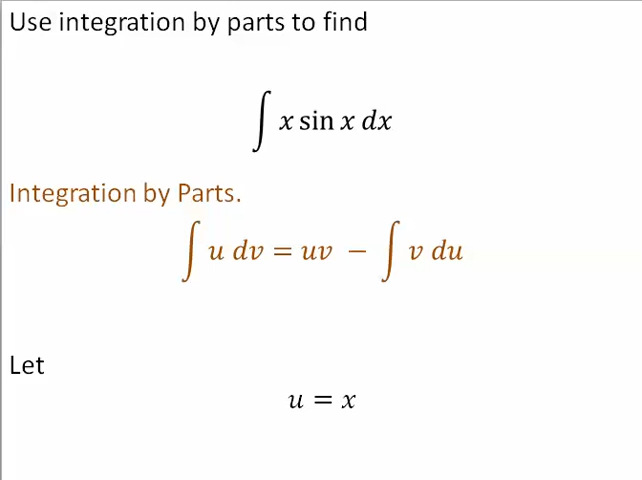 Use integration by parts to find
∫ x sin x dx
Integration by Parts.
∫ u dv = uv − ∫ v du
Let
u = x